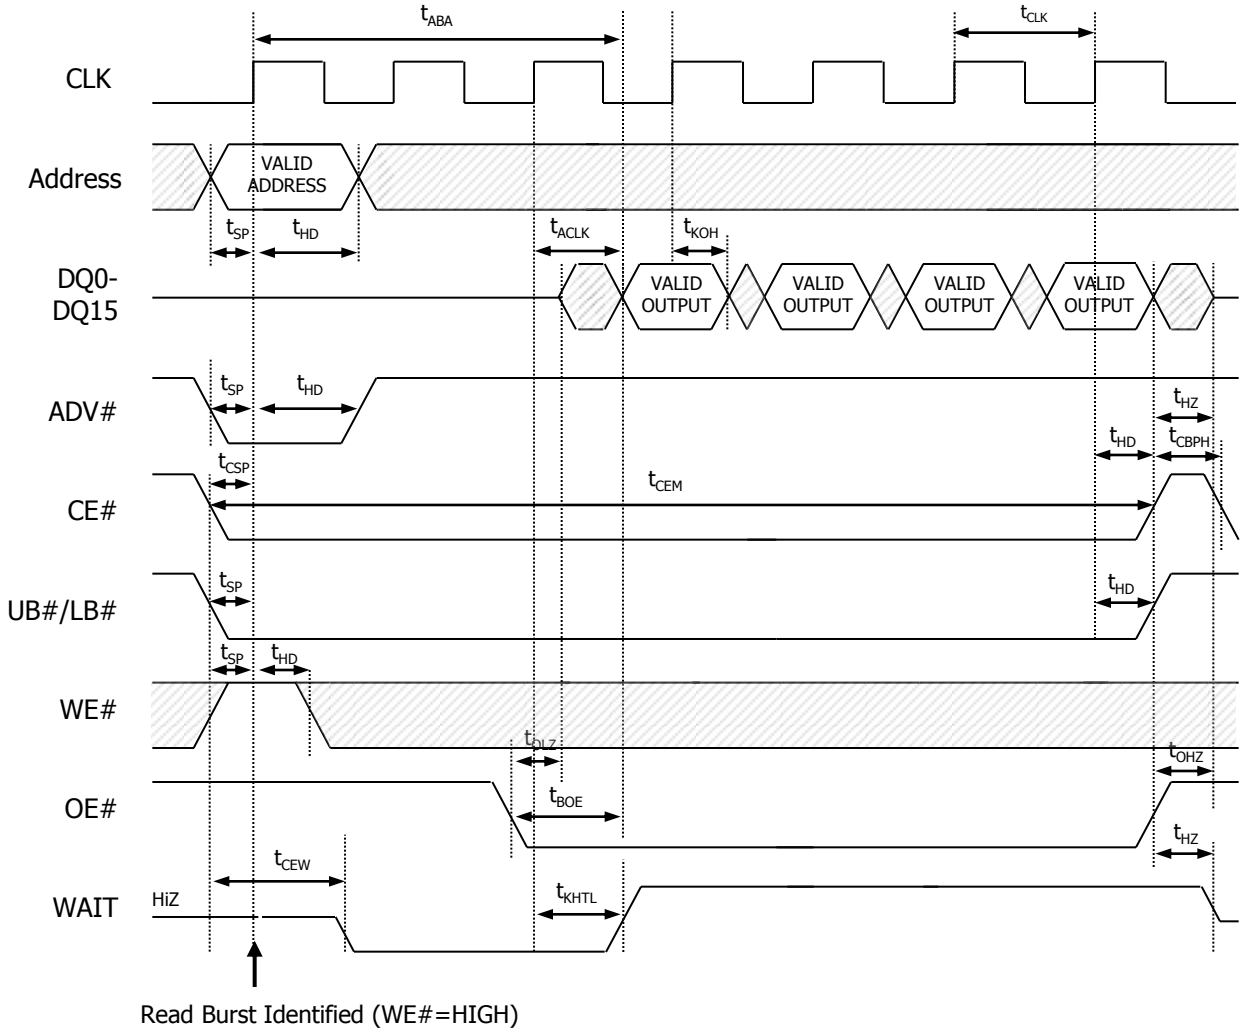 tABA
tCLK
CLK
Address
VALID
ADDRESS
tSP
tHD
tACLK
tKOH
DQ0-
DQ15
VALID
OUTPUT
VALID
OUTPUT
VALID
OUTPUT
VALID
OUTPUT
ADV#
tSP
tHD
tHZ
tHD
tCBPH
CE#
tCSP
tCEM
UB#/LB#
tSP
tHD
WE#
tSP
tHD
tOLZ
OE#
tBOE
tOHZ
tCEW
tHZ
WAIT
HiZ
tKHTL
Read Burst Identified (WE#=HIGH)